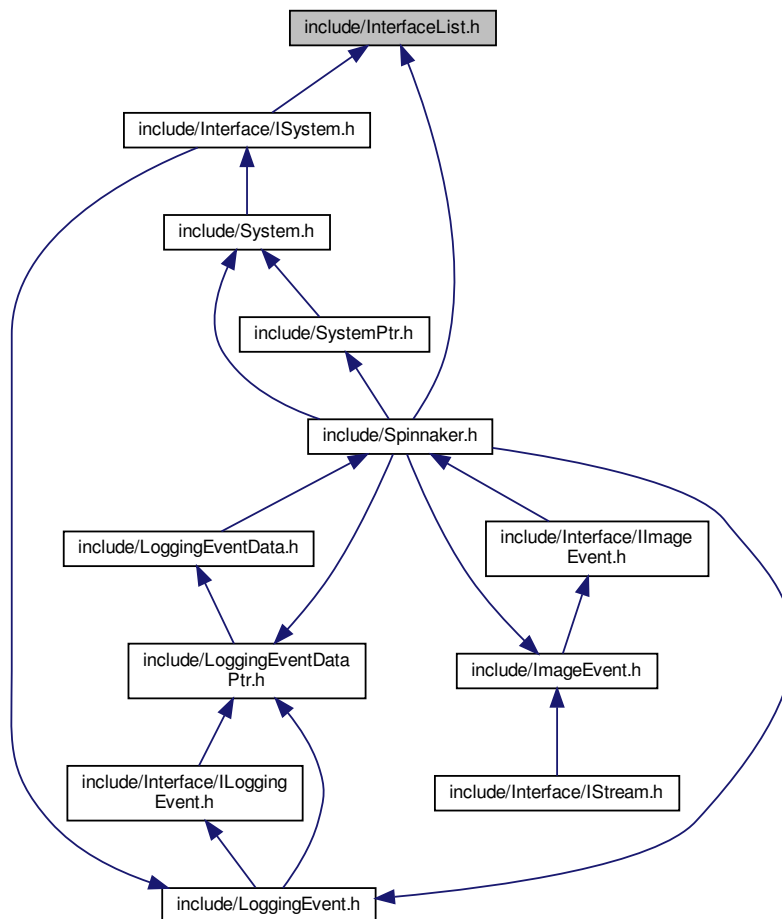 include/InterfaceList.h
include/Interface/ISystem.h
include/System.h
include/SystemPtr.h
include/Spinnaker.h
include/LoggingEventData.h
include/Interface/IImage
Event.h
include/LoggingEventData
Ptr.h
include/ImageEvent.h
include/Interface/ILogging
Event.h
include/Interface/IStream.h
include/LoggingEvent.h